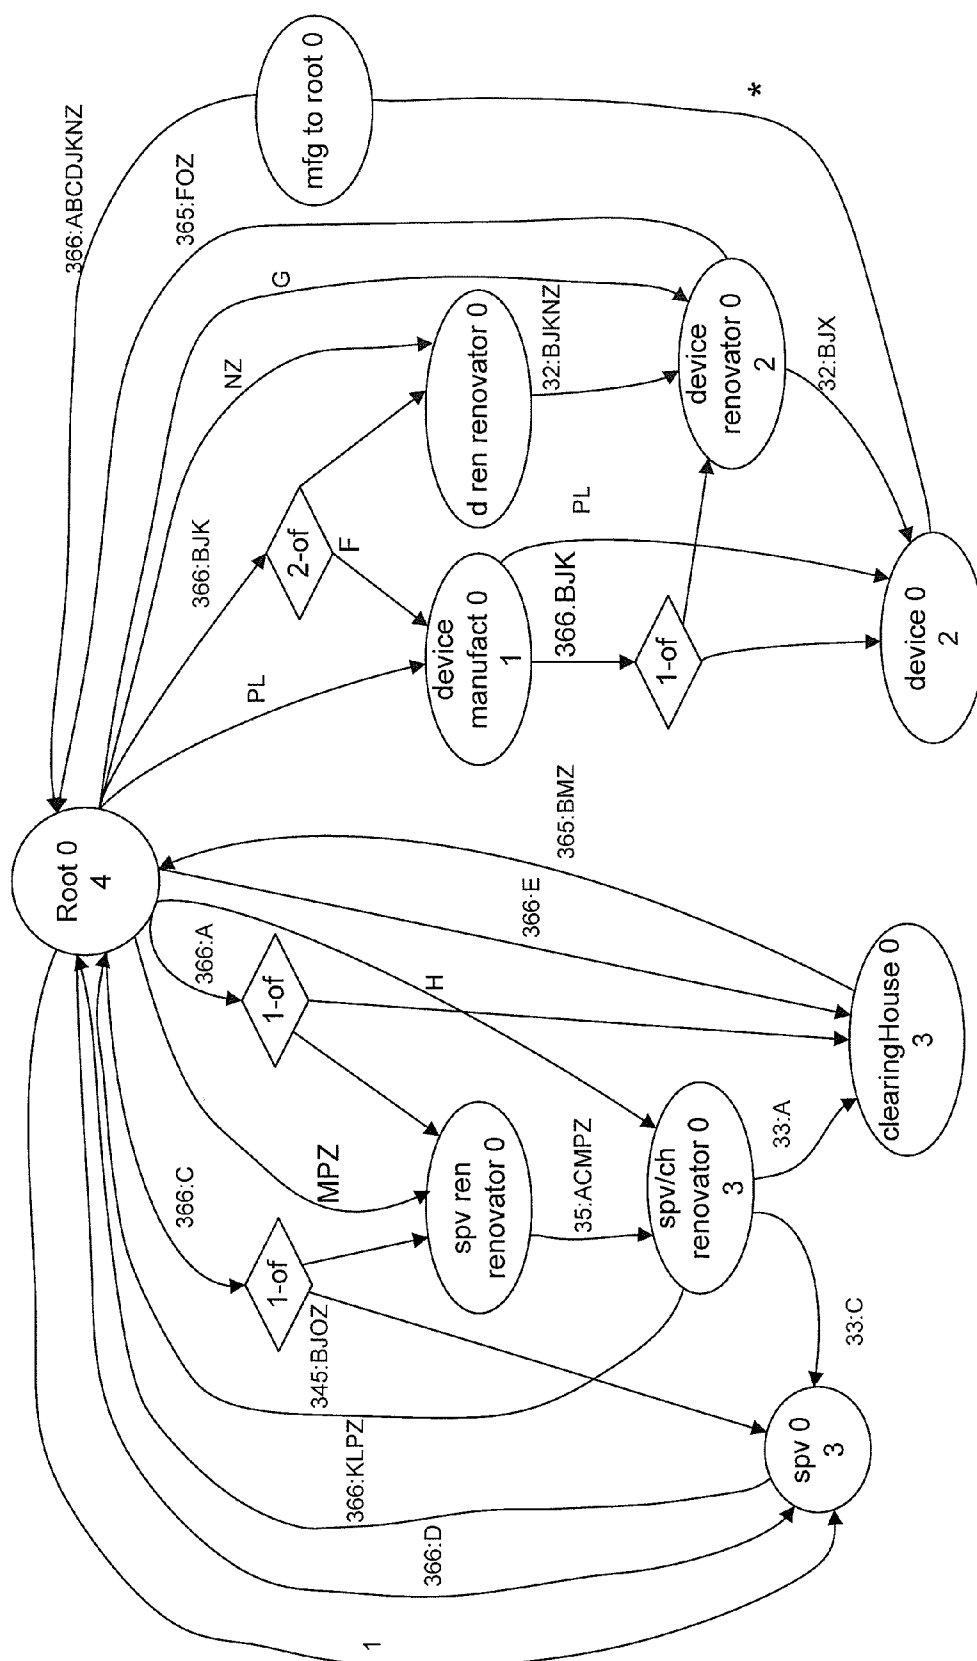 Root 0
4
366:ABCDJKNZ
365:FOZ
G
NZ
366:BJK
PL
366:A
H
366:E
365:BMZ
366:C
MPZ
345:BJOZ
366:KLPZ
366:D
1
mfg to root 0
*
2-of
F
1-of
1-of
d ren renovator 0
32:BJKNZ
device
manufact 0
1
366.BJK
PL
spv ren
renovator 0
35:ACMPZ
device
renovator 0
2
32:BJX
1-of
spv/ch
renovator 0
3
33:A
33:C
device 0
2
clearingHouse 0
3
spv 0
3